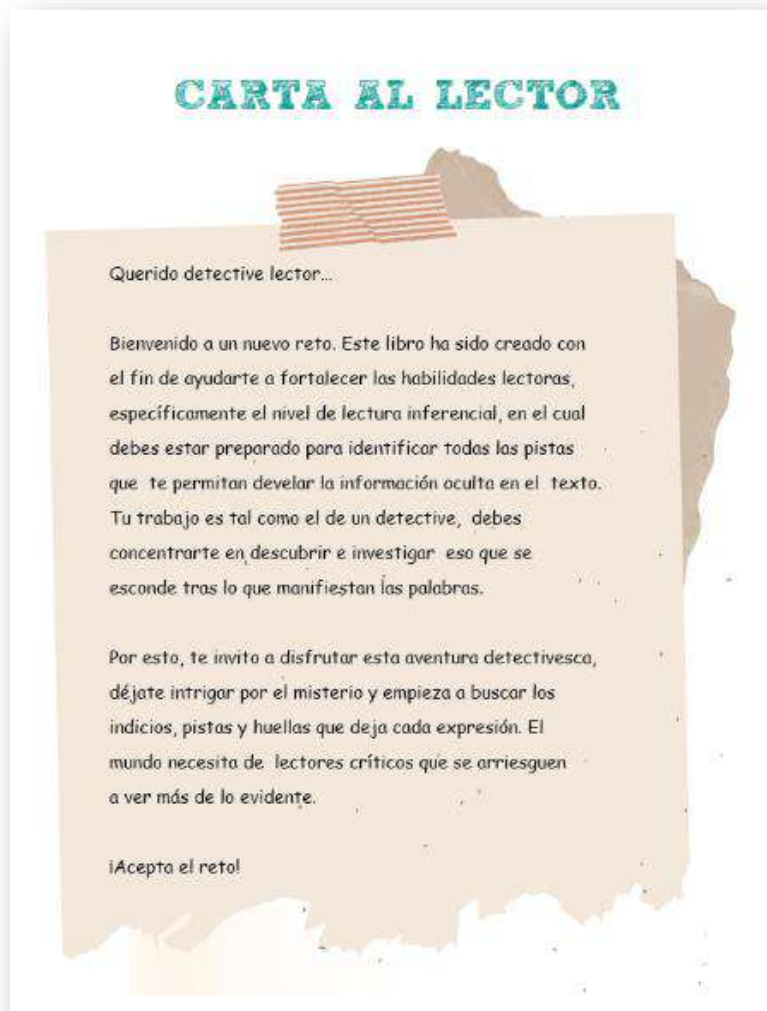 CARTA AL LECTOR
Querido detective lector...
Bienvenido a un nuevo reto. Este libro ha sido creado con
el fin de ayudarte a fortalecer las habilidades lectoras,
específicamente el nivel de lectura inferencial, en el cual
debes estar preparado para identificar todas las pistas
que te permitan develar la información oculta en el texto.
Tu trabajo es tal como el de un detective, debes
concentrarte en descubrir e investigar eso que se
esconde tras lo que manifiestan las palabras.
Por esto, te invito a disfrutar esta aventura detectivesca,
déjate intrigar por el misterio y empieza a buscar los
indicios, pistas y huellas que deja cada expresión. El
mundo necesita de lectores críticos que se arriesguen
a ver más de lo evidente.
¡Acepta el reto!